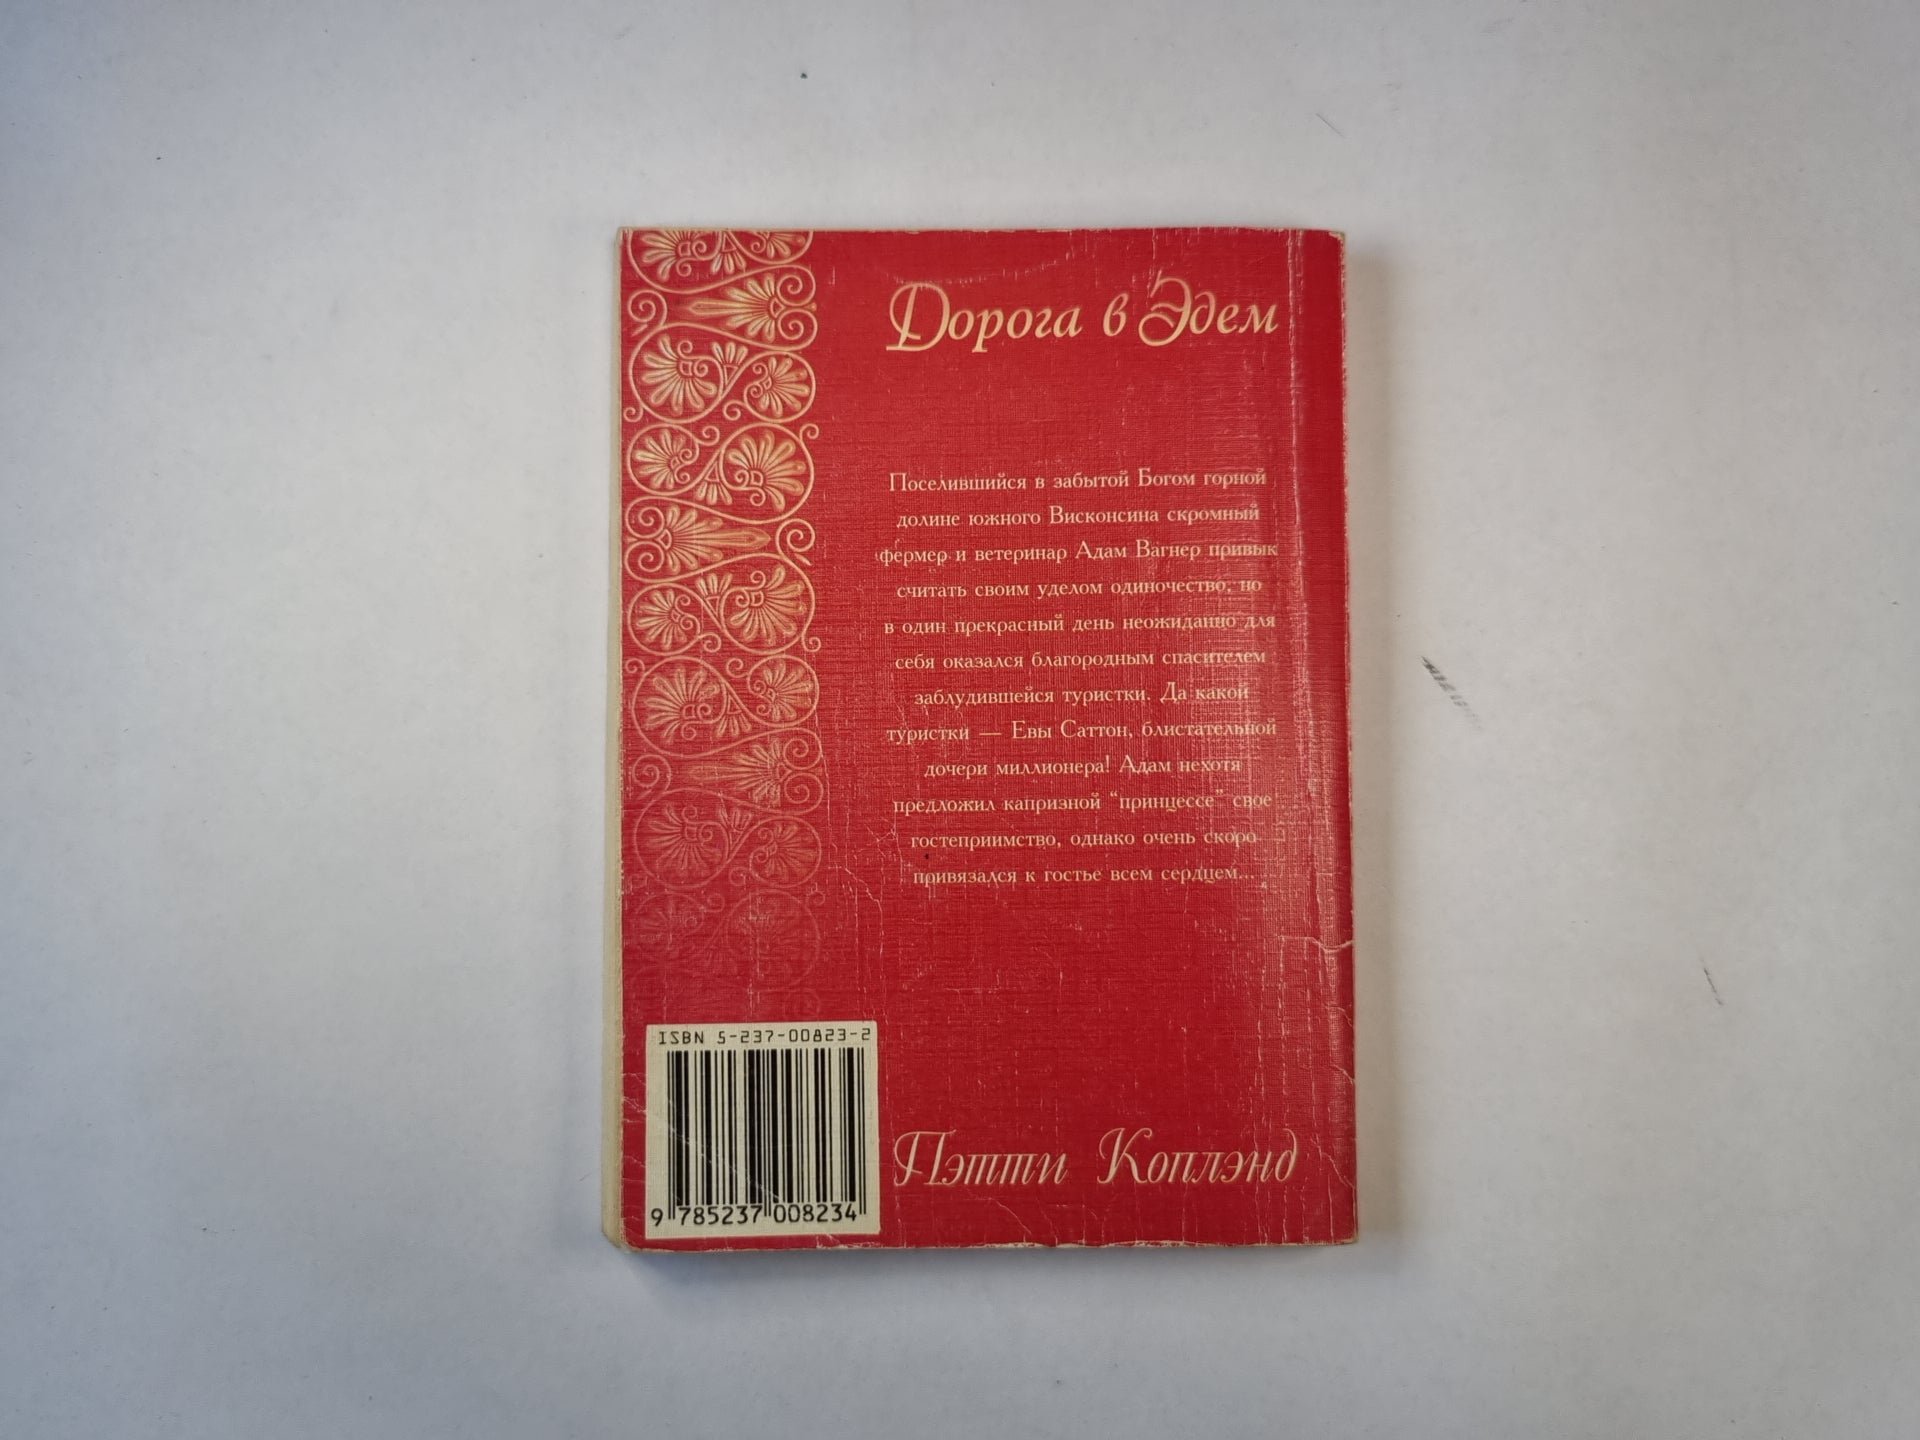 Дорога в Эдем
Поселившийся в забытой Богом горной
долине южного Висконсина скромный
фермер и ветеринар Адам Вагнер привык
считать своим уделом одиночество, но
в один прекрасный день неожиданно для
себя оказался благородным спасителем
заблудившейся туристки. Да какой
туристки — Евы Саттон, блистательной
дочери миллионера! Адам нехотя
предложил капризной “принцессе” свое
гостеприимство, однако очень скоро
привязался к гостье всем сердцем...
ISBN 5-237-00823-2
9 785237 008234
Пэтти Коплэнд